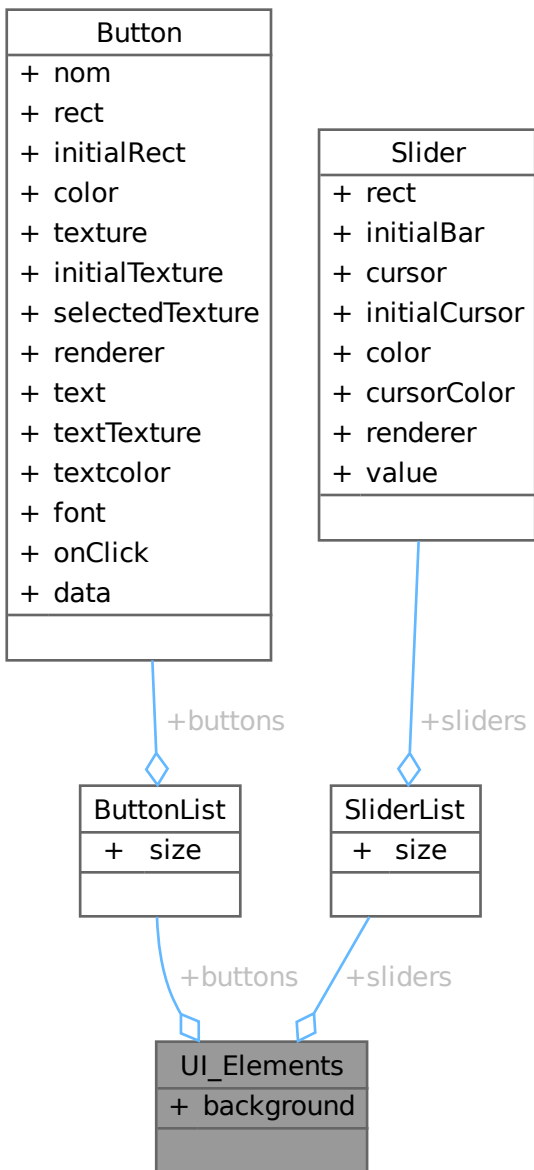 Button
+ nom
+ rect
+ initialRect
+ color
+ texture
+ initialTexture
+ selectedTexture
+ renderer
+ text
+ textTexture
+ textcolor
+ font
+ onClick
+ data
Slider
+ rect
+ initialBar
+ cursor
+ initialCursor
+ color
+ cursorColor
+ renderer
+ value
+buttons
+sliders
ButtonList
+ size
SliderList
+ size
+buttons
+sliders
UI_Elements
+ background